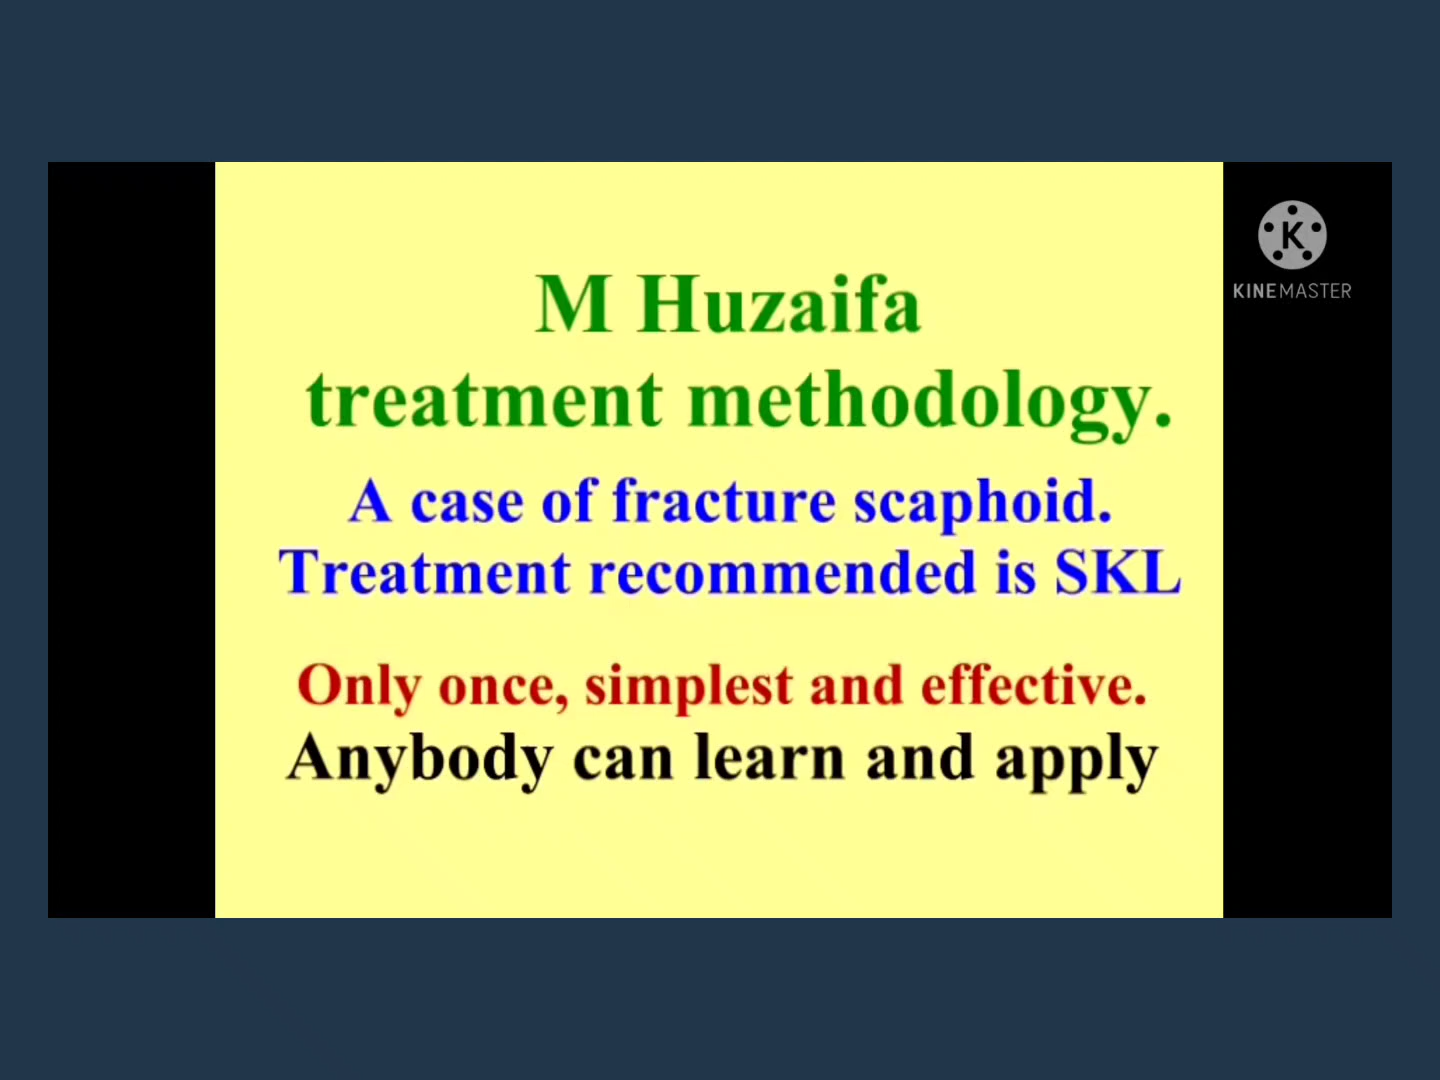 M Huzaifa
treatment methodology.
A case of fracture scaphoid.
Treatment recommended is SKL
Only once, simplest and effective.
Anybody can learn and apply
K
KINEMASTER